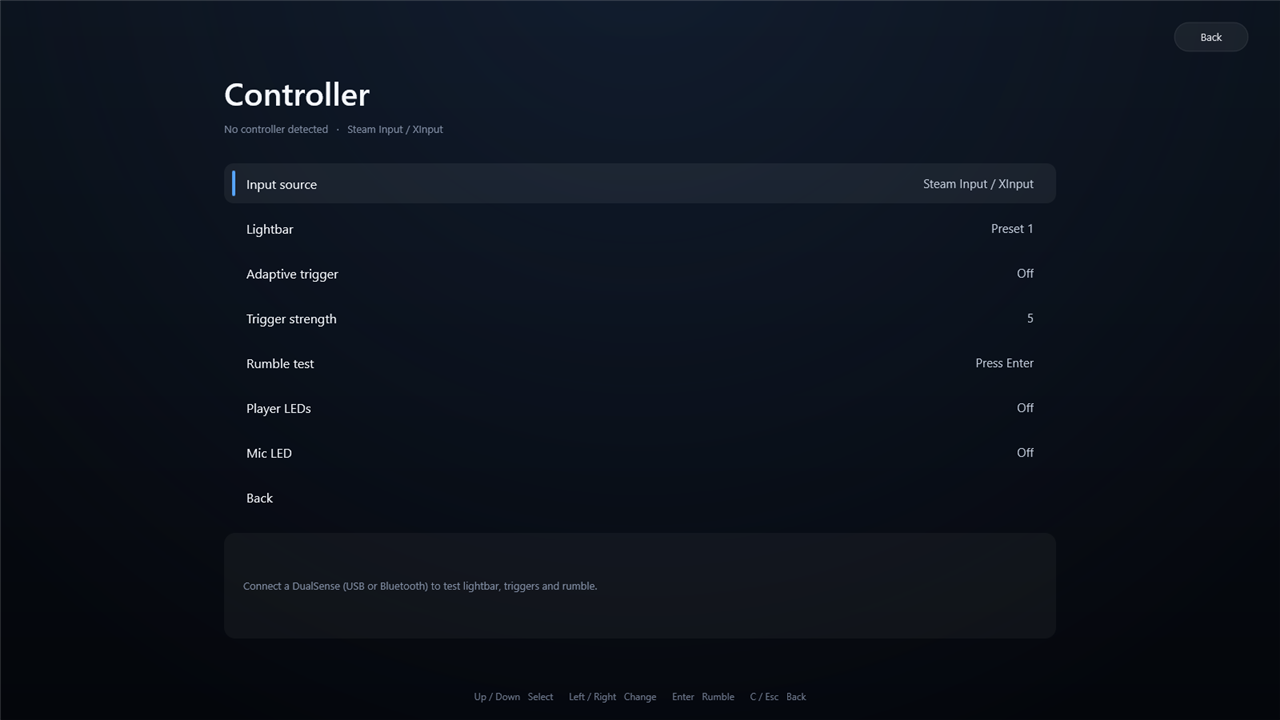 Back
Controller
No controller detected · Steam Input / XInput
Input source Steam Input / XInput
Lightbar Preset 1
Adaptive trigger Off
Trigger strength 5
Rumble test Press Enter
Player LEDs Off
Mic LED Off
Back
Connect a DualSense (USB or Bluetooth) to test lightbar, triggers and rumble.
Up / Down Select Left / Right Change Enter Rumble C / Esc Back